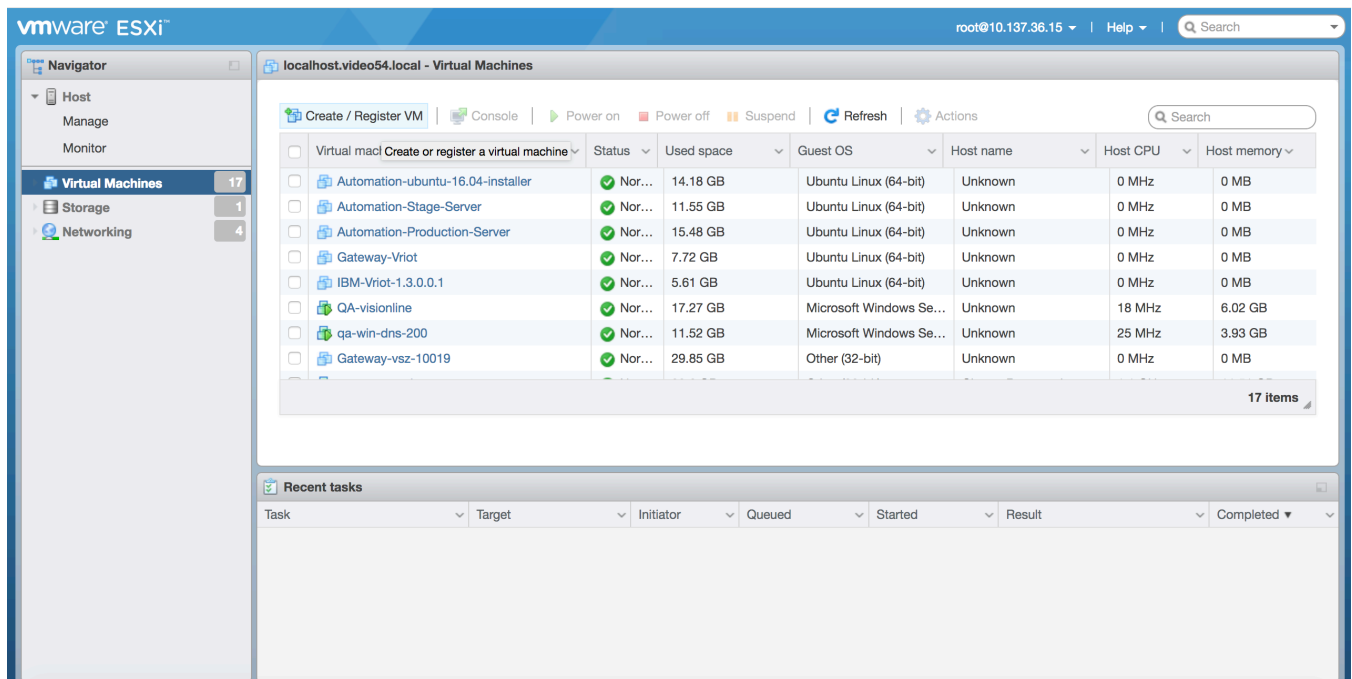 vmware ESXi™
root@10.137.36.15 | Help | Search
Navigator
Host
Manage
Monitor
Virtual Machines 17
Storage 1
Networking 4
localhost.video54.local - Virtual Machines
Create / Register VM | Console | Power on Power off Suspend | Refresh | Actions Search
Virtual mac Create or register a virtual machine Status Used space Guest OS Host name Host CPU Host memory
Automation-ubuntu-16.04-installer Nor... 14.18 GB Ubuntu Linux (64-bit) Unknown 0 MHz 0 MB
Automation-Stage-Server Nor... 11.55 GB Ubuntu Linux (64-bit) Unknown 0 MHz 0 MB
Automation-Production-Server Nor... 15.48 GB Ubuntu Linux (64-bit) Unknown 0 MHz 0 MB
Gateway-Vriot Nor... 7.72 GB Ubuntu Linux (64-bit) Unknown 0 MHz 0 MB
IBM-Vriot-1.3.0.0.1 Nor... 5.61 GB Ubuntu Linux (64-bit) Unknown 0 MHz 0 MB
QA-visionline Nor... 17.27 GB Microsoft Windows Se... Unknown 18 MHz 6.02 GB
qa-win-dns-200 Nor... 11.52 GB Microsoft Windows Se... Unknown 25 MHz 3.93 GB
Gateway-vsz-10019 Nor... 29.85 GB Other (32-bit) Unknown 0 MHz 0 MB
17 items
Recent tasks
Task Target Initiator Queued Started Result Completed ▼